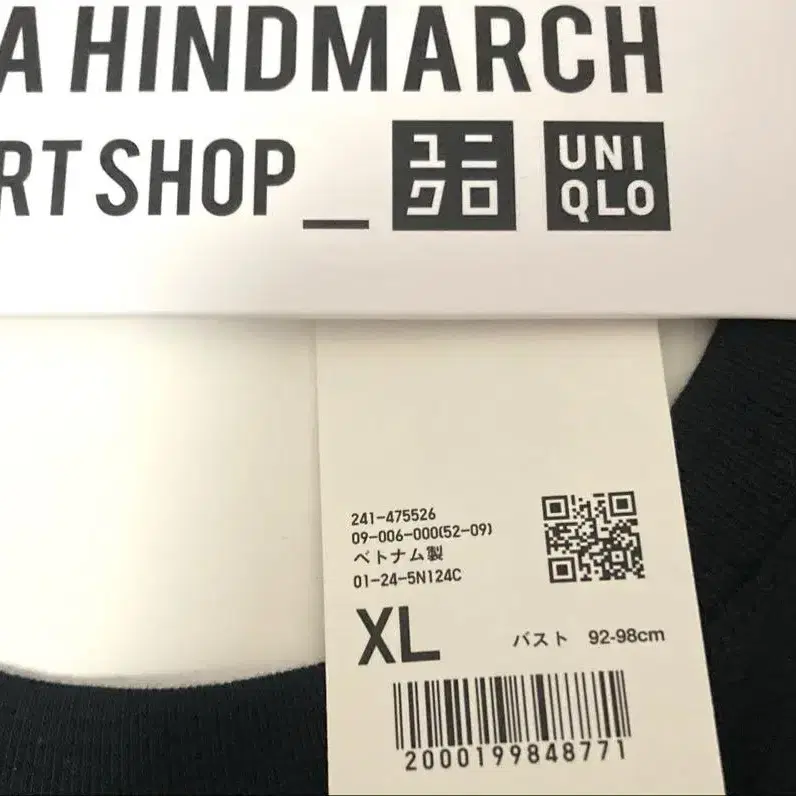 A HINDMARCH
RT SHOP_
ユニ
クロ
UNI
QLO
241-475526
09-006-000(52-09)
ベトナム製
01-24-5N124C
XL
バスト 92-98cm
2000199848771